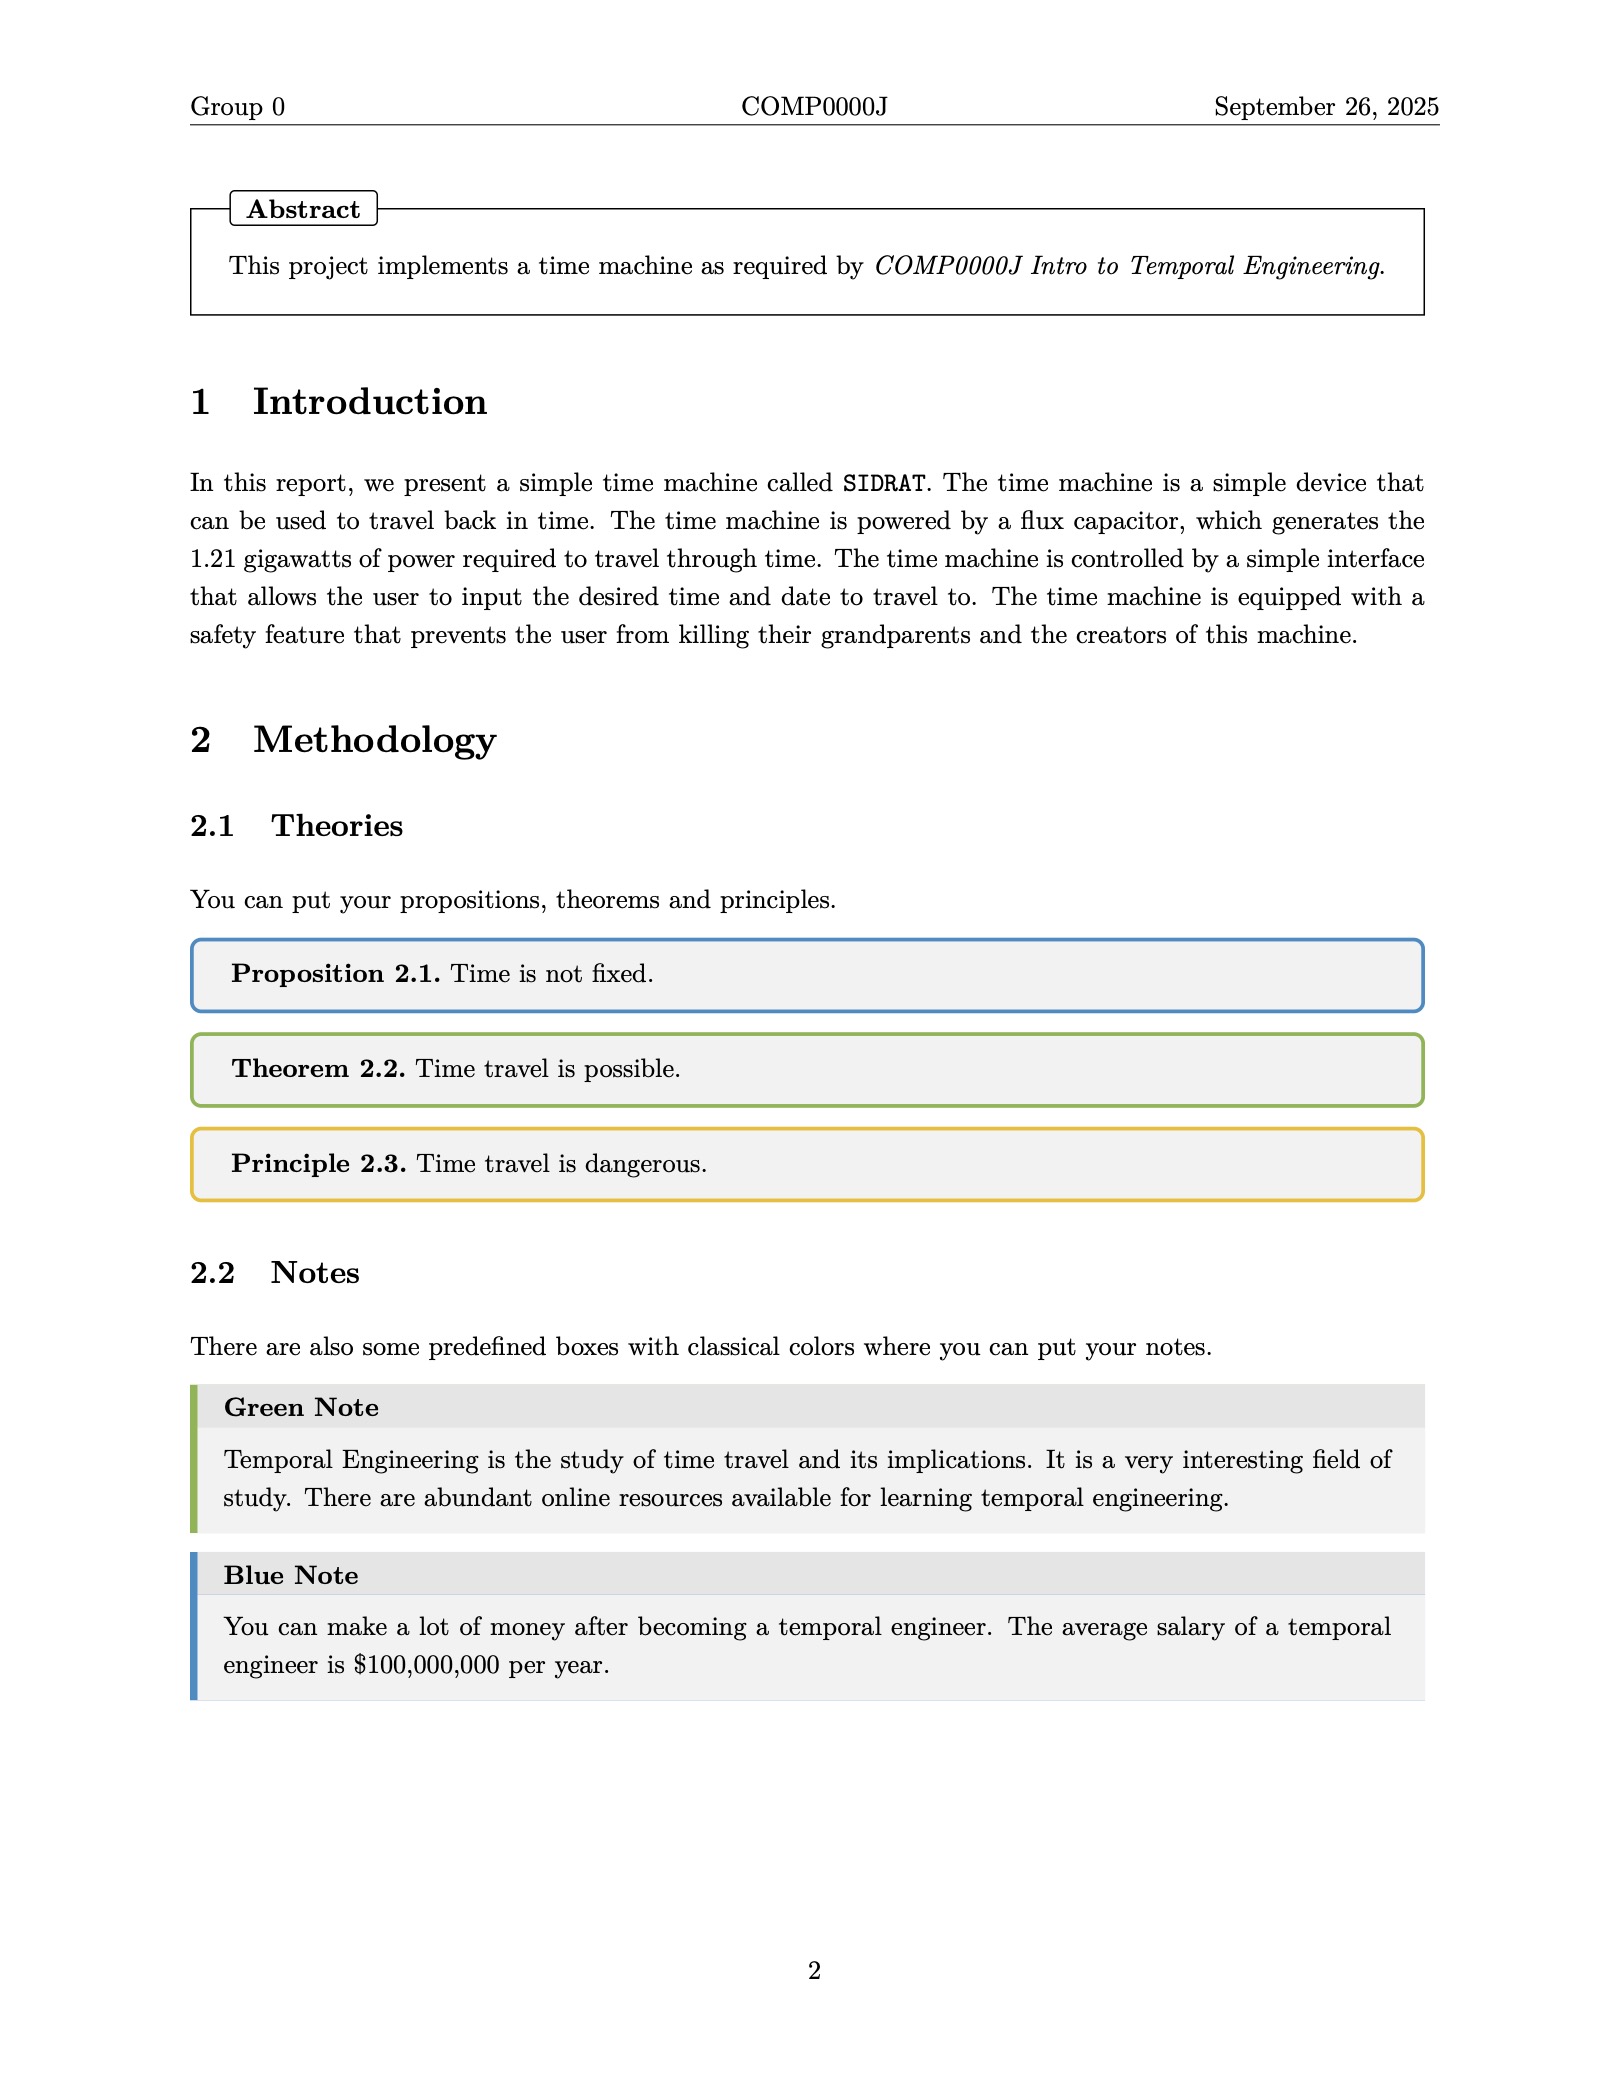 Group 0 COMP0000J September 26, 2025
Abstract
This project implements a time machine as required by COMP0000J Intro to Temporal Engineering.
1 Introduction
In this report, we present a simple time machine called SIDRAT. The time machine is a simple device that
can be used to travel back in time. The time machine is powered by a flux capacitor, which generates the
1.21 gigawatts of power required to travel through time. The time machine is controlled by a simple interface
that allows the user to input the desired time and date to travel to. The time machine is equipped with a
safety feature that prevents the user from killing their grandparents and the creators of this machine.
2 Methodology
2.1 Theories
You can put your propositions, theorems and principles.
Proposition 2.1. Time is not fixed.
Theorem 2.2. Time travel is possible.
Principle 2.3. Time travel is dangerous.
2.2 Notes
There are also some predefined boxes with classical colors where you can put your notes.
Green Note
Temporal Engineering is the study of time travel and its implications. It is a very interesting field of
study. There are abundant online resources available for learning temporal engineering.
Blue Note
You can make a lot of money after becoming a temporal engineer. The average salary of a temporal
engineer is $100,000,000 per year.
2